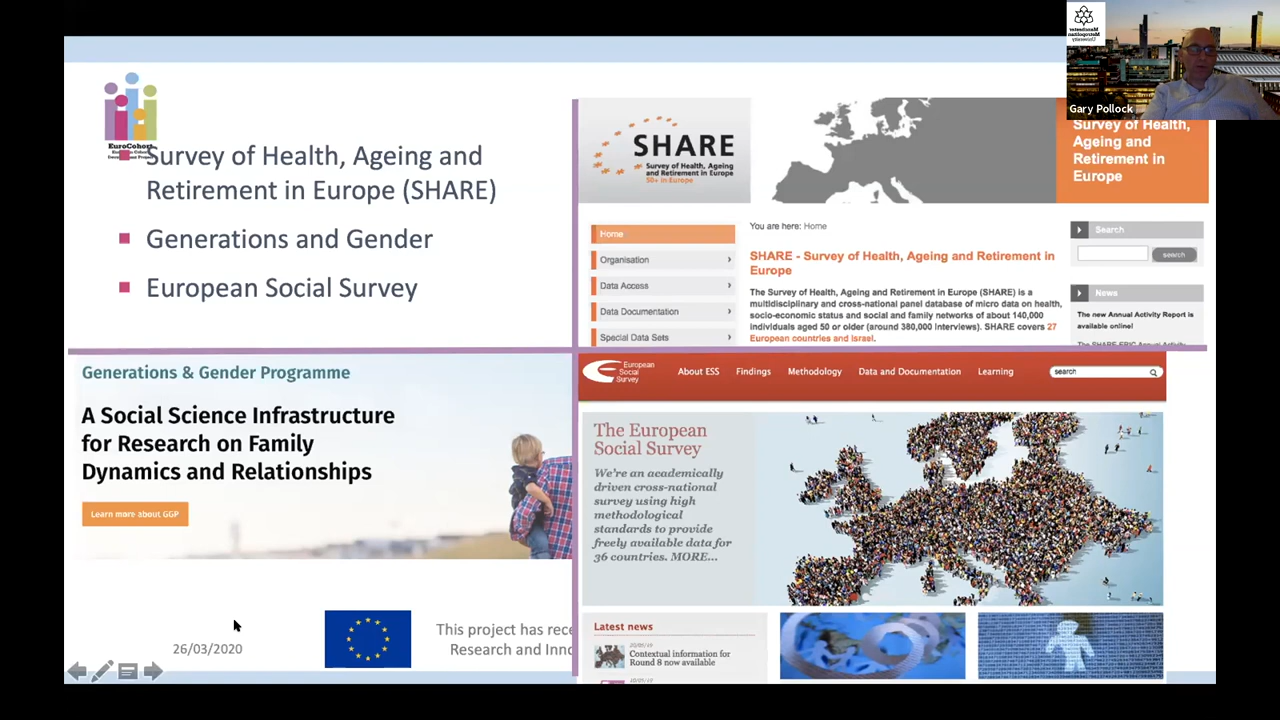 EuroCohort
Survey of Health, Ageing and
Retirement in Europe (SHARE)
Generations and Gender
European Social Survey
SHARE
Survey of Health, Ageing
and Retirement in Europe
50+ in Europe
Manchester
Metropolitan
University
Gary Pollock
Survey of Health,
Ageing and
Retirement in
Europe
Home
Organisation
Data Access
Data Documentation
Special Data Sets
You are here: Home
SHARE - Survey of Health, Ageing and Retirement in
Europe
The Survey of Health, Ageing and Retirement in Europe (SHARE) is a
multidisciplinary and cross-national panel database of micro data on health,
socio-economic status and social and family networks of about 140,000
individuals aged 50 or older (around 380,000 interviews). SHARE covers 27
European countries and Israel.
Search
search
News
The new Annual Activity Report is
available online!
The SHARE-ERIC Annual Activity
Generations & Gender Programme
A Social Science Infrastructure
for Research on Family
Dynamics and Relationships
Learn more about GGP
European
Social
Survey
About ESS
Findings
Methodology
Data and Documentation
Learning
search
The European
Social Survey
We're an academically
driven cross-national
survey using high
methodological
standards to provide
freely available data for
36 countries. MORE...
Latest news
Contextual information for
Round 8 now available
26/03/2020
This project has rece
Research and Inno